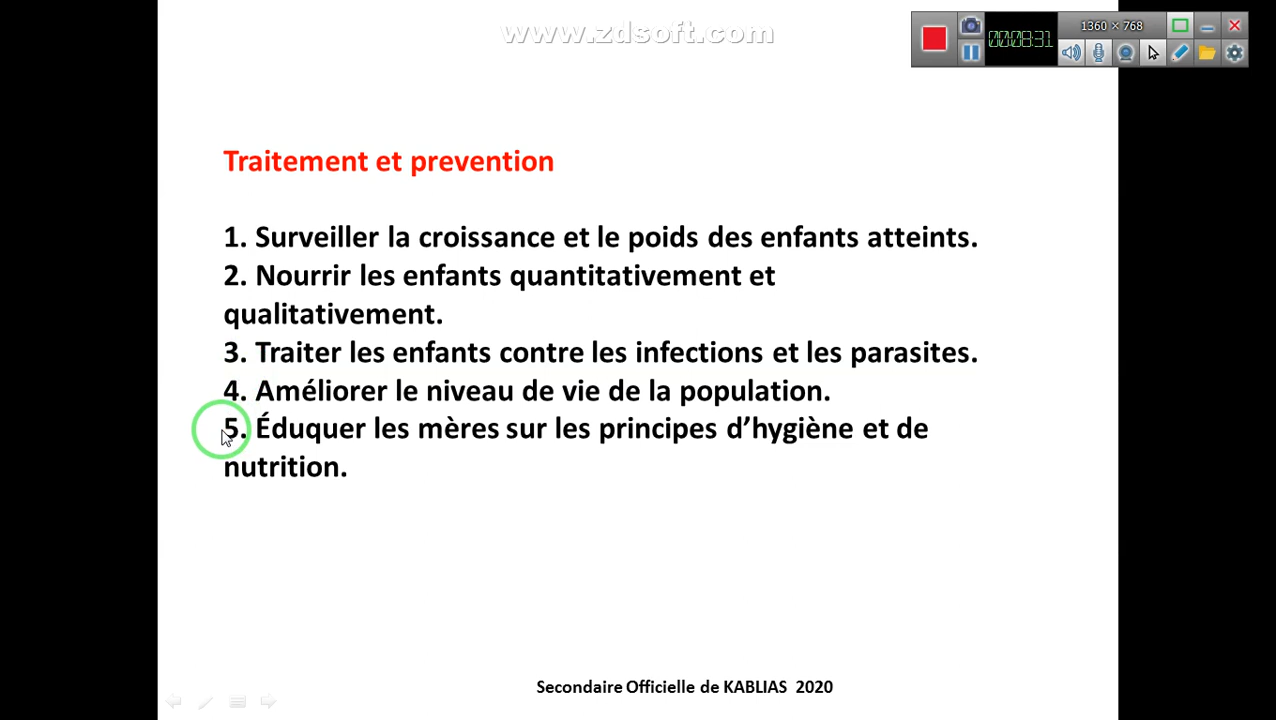 www.zdsoft.com
1360 × 768
00:08:31
Traitement et prevention
1. Surveiller la croissance et le poids des enfants atteints.
2. Nourrir les enfants quantitativement et
qualitativement.
3. Traiter les enfants contre les infections et les parasites.
4. Améliorer le niveau de vie de la population.
5. Éduquer les mères sur les principes d’hygiène et de
nutrition.
Secondaire Officielle de KABLIAS 2020